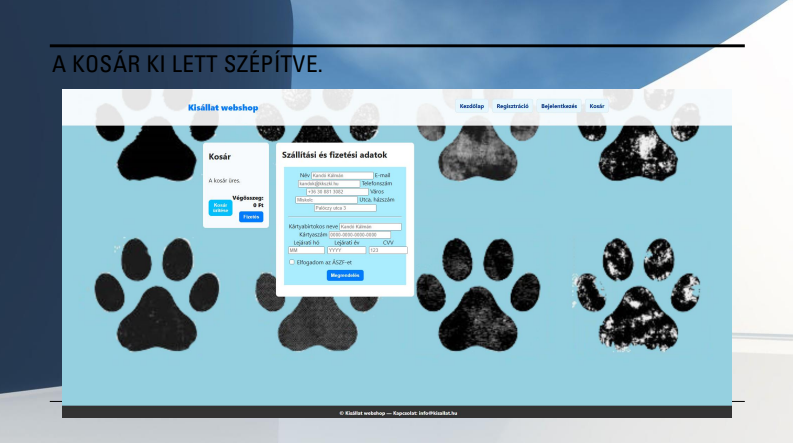 A KOSÁR KI LETT SZÉPÍTVE.
Kisállat webshop
Kezdőlap Regisztráció Bejelentkezés Kosár
Kosár
A kosár üres.
Végösszeg:
0 Ft
Kosár ürítése
Fizetés
Szállítási és fizetési adatok
Név Kandó Kálmán E-mail
kandok@kkszki.hu Telefonszám
+36 30 881 3082 Város
Miskolc Utca, házszám
Palóczy utca 3
Kártyabirtokos neve Kandó Kálmán
Kártyaszám 0000-0000-0000-0000
Lejárati hó Lejárati év CVV
MM YYYY 123
Elfogadom az ÁSZF-et
Megrendelés
© Kisállat webshop — Kapcsolat: info@kisallat.hu